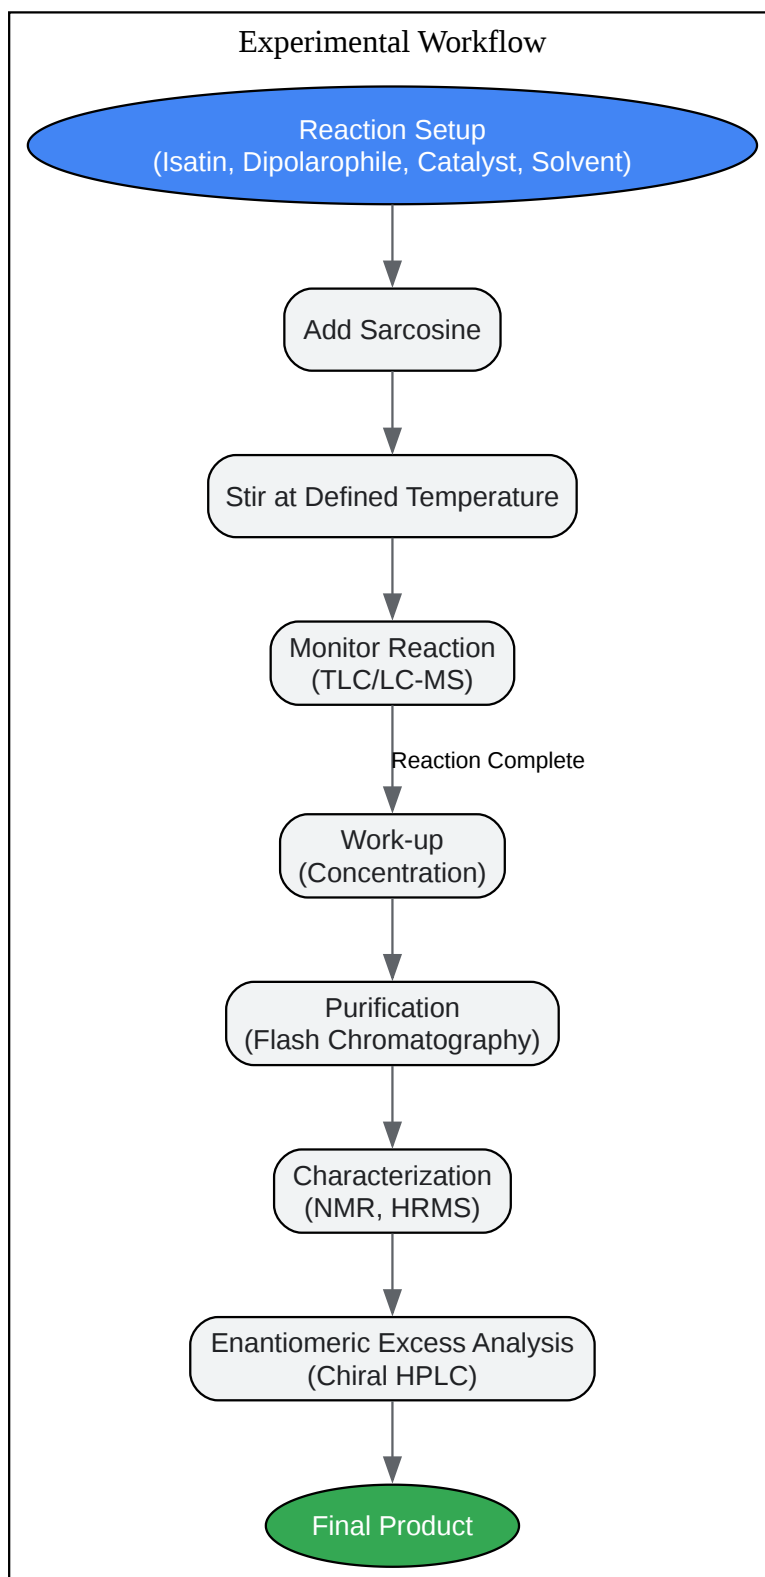 Experimental Workflow
Reaction Setup
(Isatin, Dipolarophile, Catalyst, Solvent)
Add Sarcosine
Stir at Defined Temperature
Monitor Reaction
(TLC/LC-MS)
Reaction Complete
Work-up
(Concentration)
Purification
(Flash Chromatography)
Characterization
(NMR, HRMS)
Enantiomeric Excess Analysis
(Chiral HPLC)
Final Product